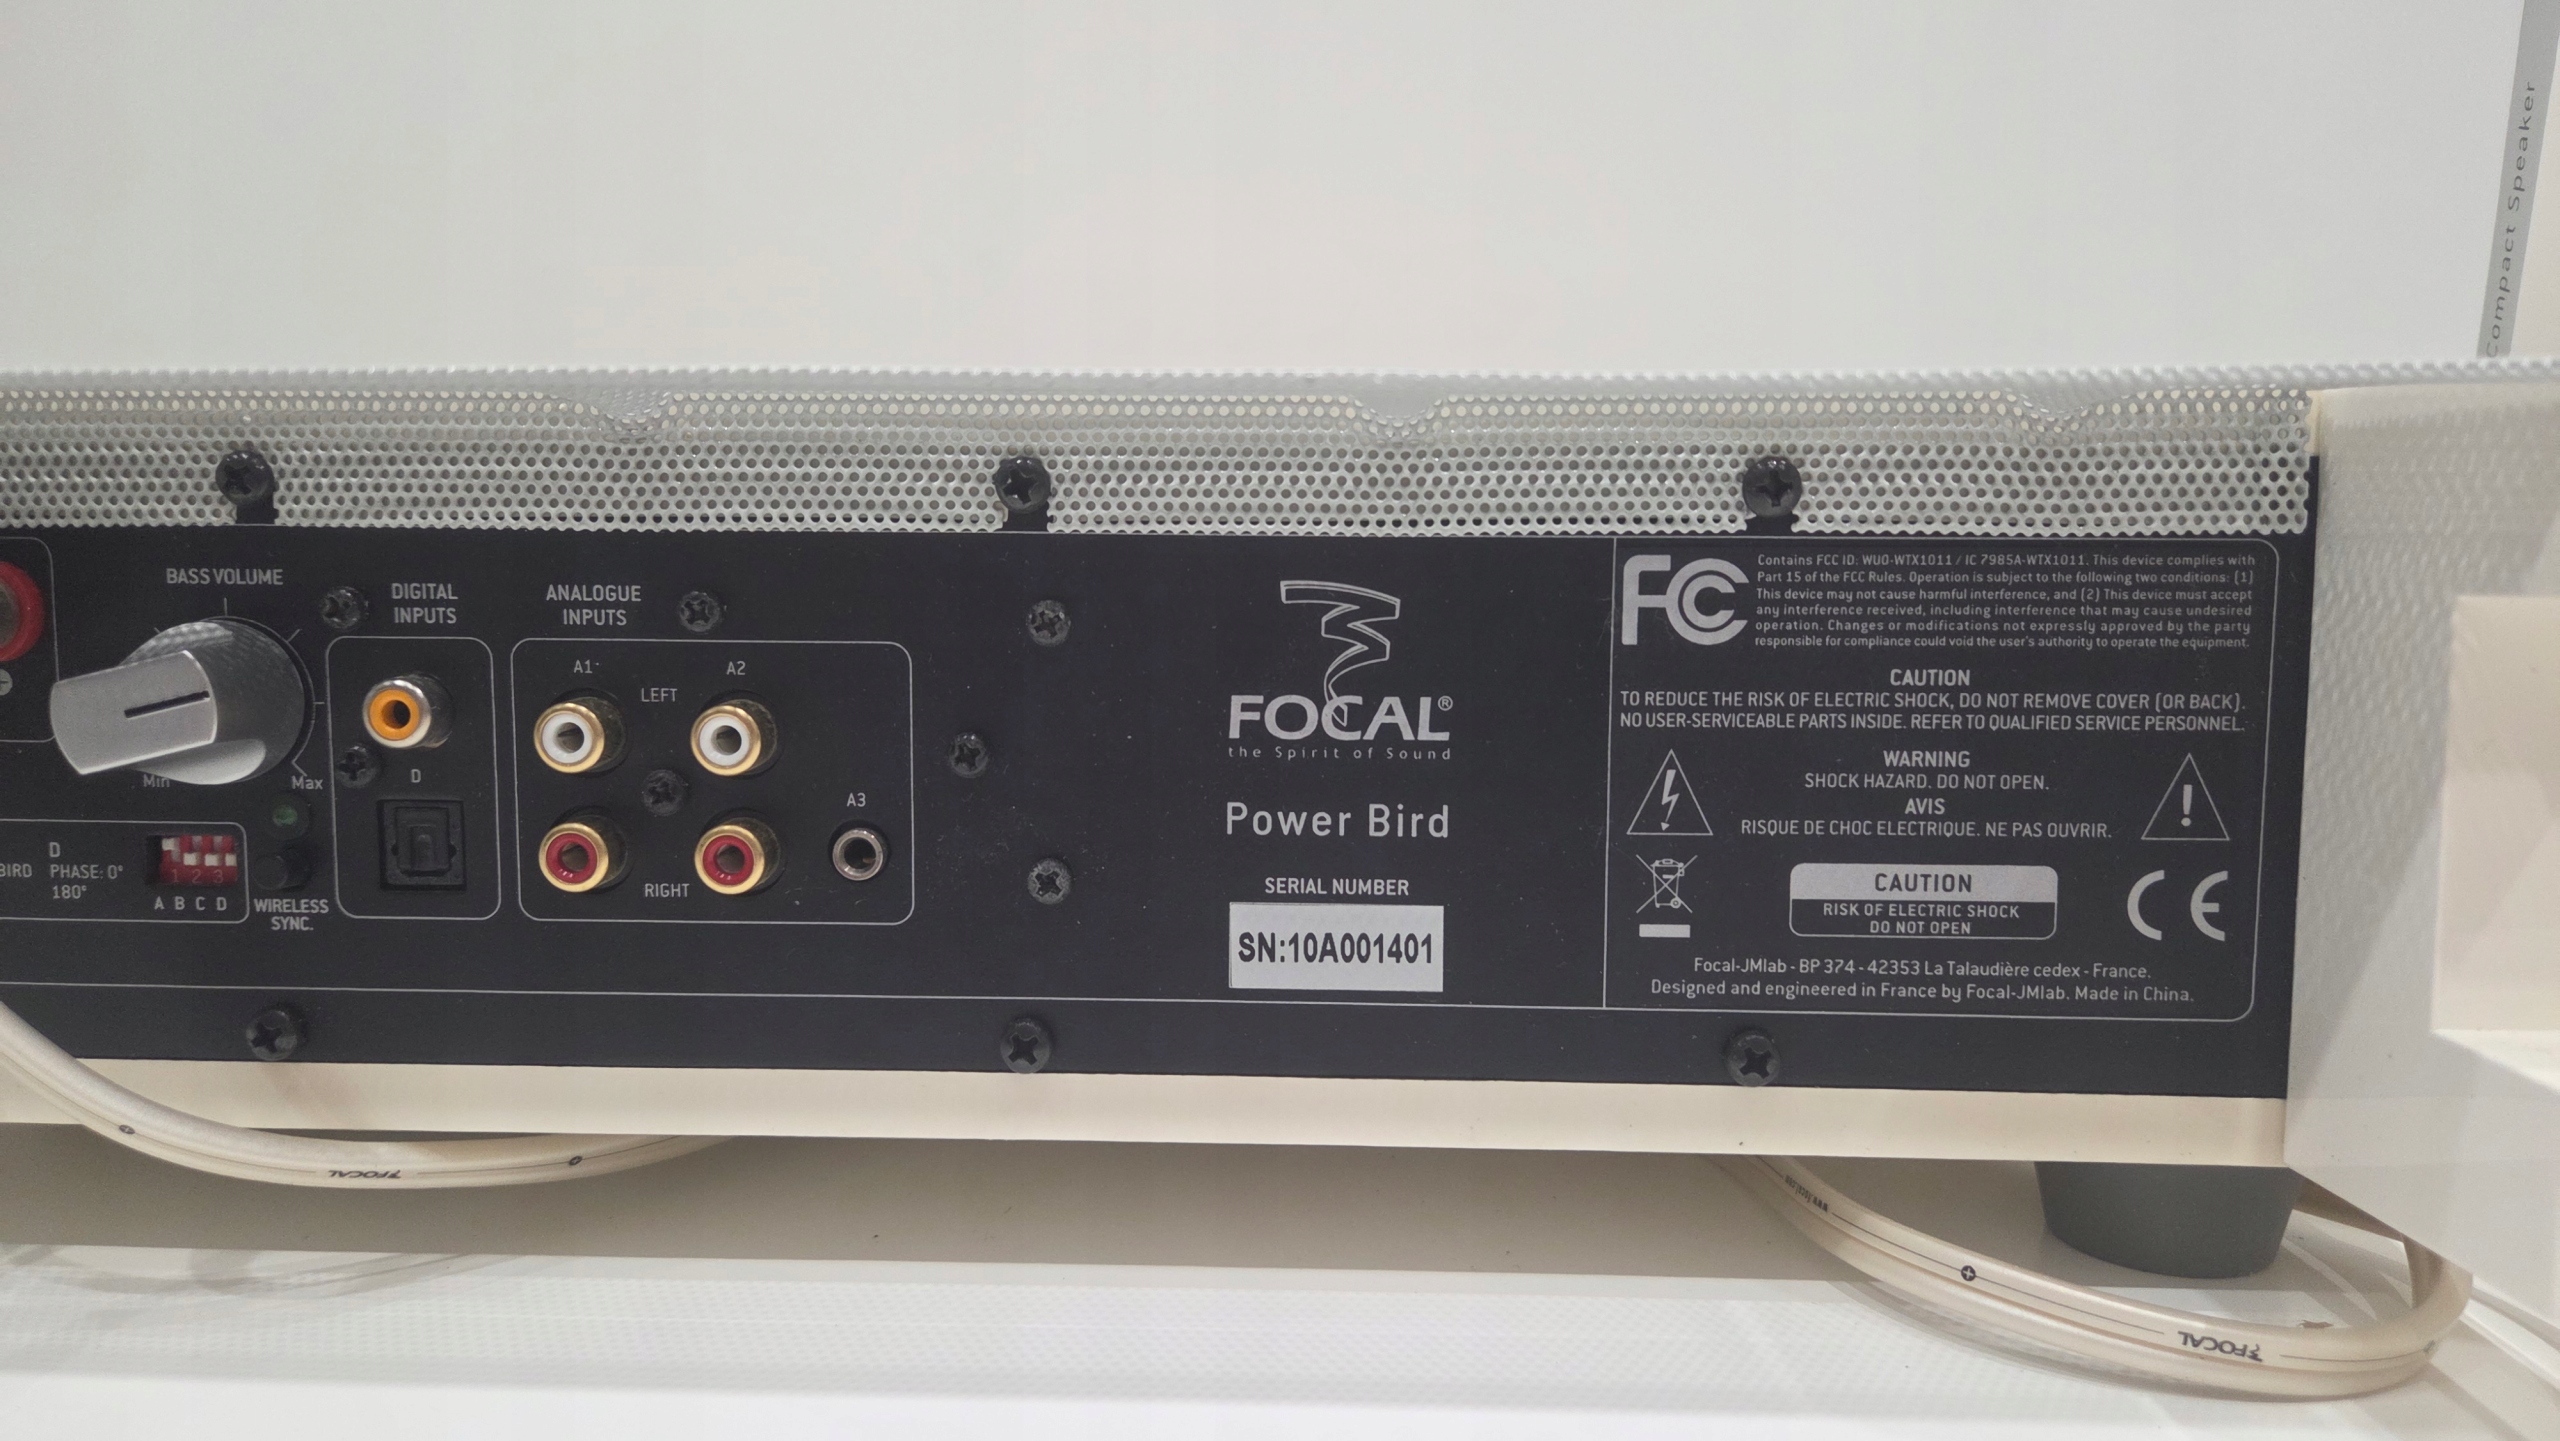 Compact Speaker
BASS VOLUME
Min
Max
DIGITAL
INPUTS
D
ANALOGUE
INPUTS
A1
A2
LEFT
A3
RIGHT
BIRD
D
PHASE: 0°
180°
1 2 3
A B C D
WIRELESS
SYNC.
FOCAL®
the Spirit of Sound
Power Bird
SERIAL NUMBER
SN:10A001401
FC
Contains FCC ID: WUO-WTX1011 / IC 7985A-WTX1011. This device complies with
Part 15 of the FCC Rules. Operation is subject to the following two conditions: (1)
This device may not cause harmful interference, and (2) This device must accept
any interference received, including interference that may cause undesired
operation. Changes or modifications not expressly approved by the party
responsible for compliance could void the user's authority to operate the equipment.
CAUTION
TO REDUCE THE RISK OF ELECTRIC SHOCK, DO NOT REMOVE COVER (OR BACK).
NO USER-SERVICEABLE PARTS INSIDE. REFER TO QUALIFIED SERVICE PERSONNEL.
WARNING
SHOCK HAZARD. DO NOT OPEN.
AVIS
RISQUE DE CHOC ELECTRIQUE. NE PAS OUVRIR.
CAUTION
RISK OF ELECTRIC SHOCK
DO NOT OPEN
CE
Focal-JMlab - BP 374 - 42353 La Talaudière cedex - France.
Designed and engineered in France by Focal-JMlab. Made in China.
FOCAL
www.focal.com
FOCAL